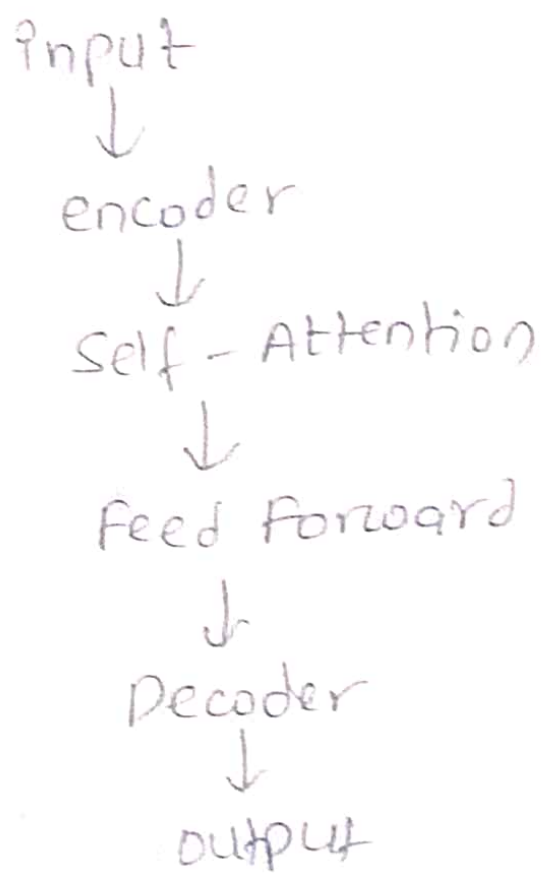 input
↓
encoder
↓
Self - Attention
↓
Feed Forward
↓
Decoder
↓
output